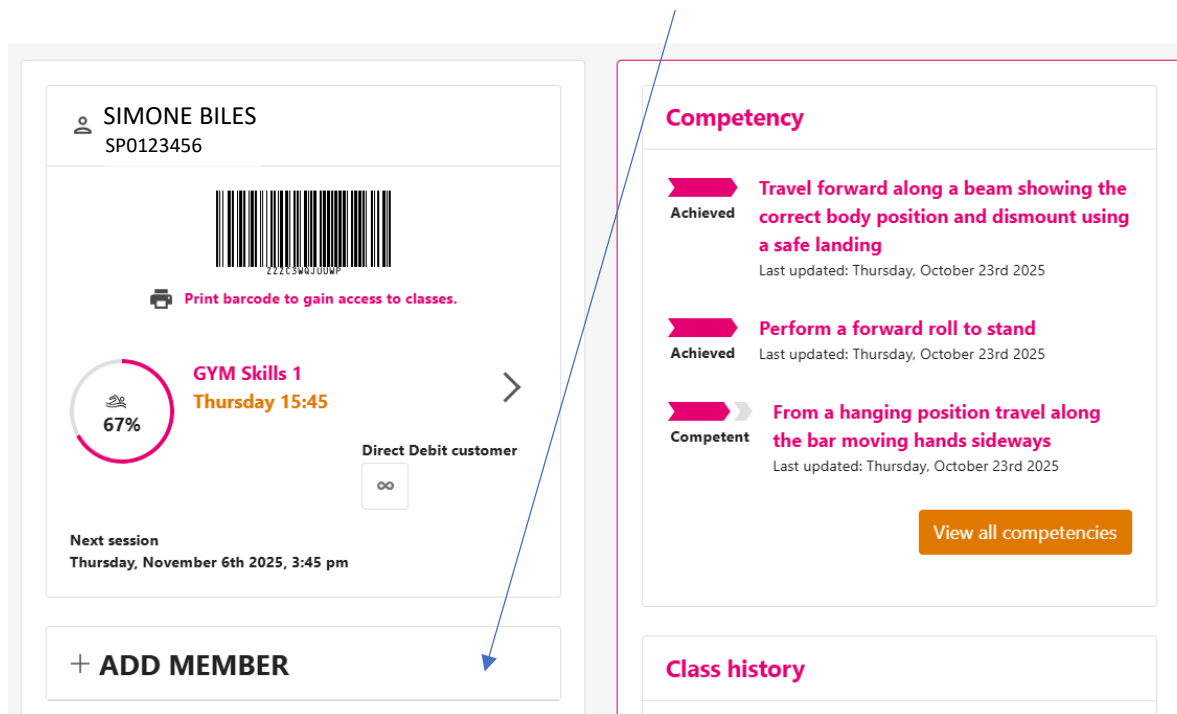 SIMONE BILES
SP0123456
ZZZC3WQJUUWP
Print barcode to gain access to classes.
67%
GYM Skills 1
Thursday 15:45
Direct Debit customer
Next session
Thursday, November 6th 2025, 3:45 pm
+ ADD MEMBER
Competency
Achieved
Travel forward along a beam showing the
correct body position and dismount using
a safe landing
Last updated: Thursday, October 23rd 2025
Achieved
Perform a forward roll to stand
Last updated: Thursday, October 23rd 2025
Competent
From a hanging position travel along
the bar moving hands sideways
Last updated: Thursday, October 23rd 2025
View all competencies
Class history